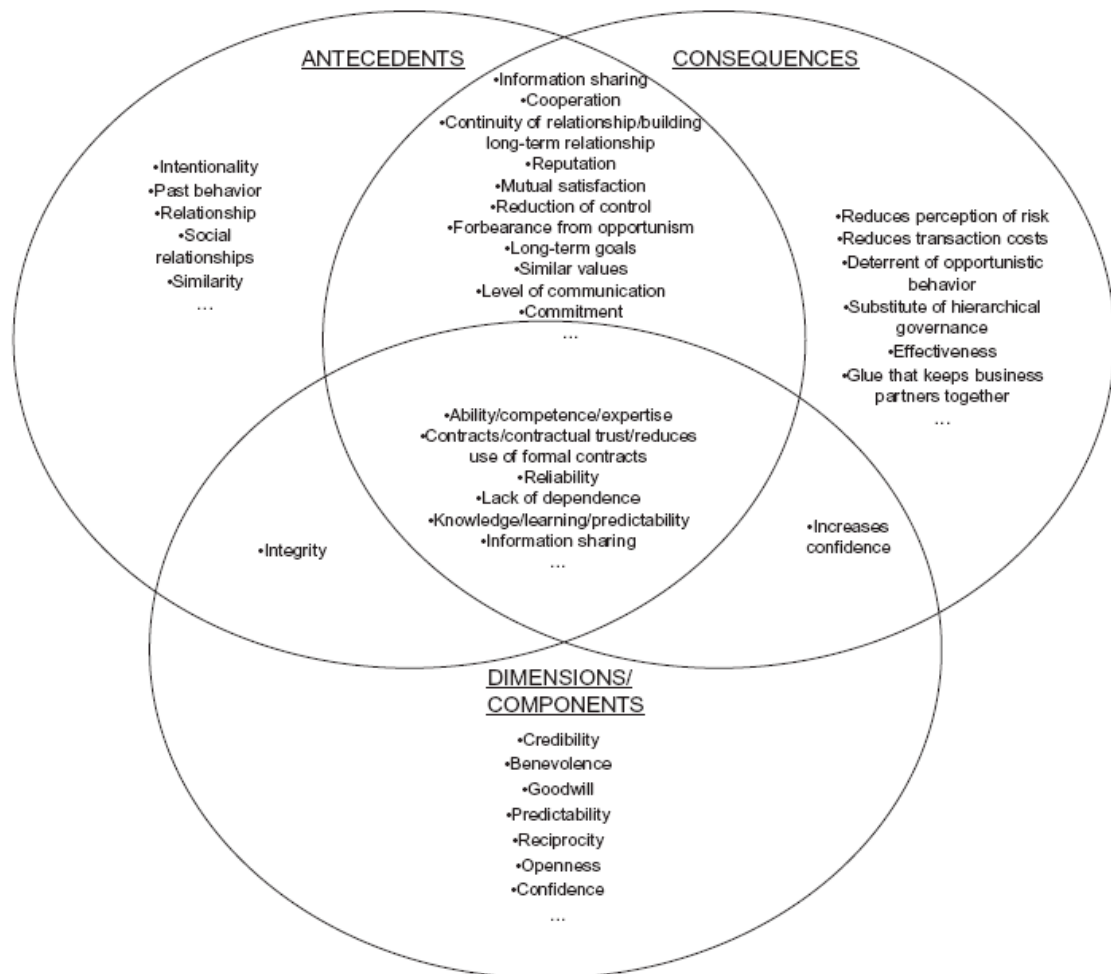 ANTECEDENTS
CONSEQUENCES
•Information sharing
•Cooperation
•Continuity of relationship/building
long-term relationship
•Reputation
•Mutual satisfaction
•Reduction of control
•Forbearance from opportunism
•Long-term goals
•Similar values
•Level of communication
•Commitment
...
•Intentionality
•Past behavior
•Relationship
•Social
relationships
•Similarity
...
•Reduces perception of risk
•Reduces transaction costs
•Deterrent of opportunistic
behavior
•Substitute of hierarchical
governance
•Effectiveness
•Glue that keeps business
partners together
...
•Ability/competence/expertise
•Contracts/contractual trust/reduces
use of formal contracts
•Reliability
•Lack of dependence
•Knowledge/learning/predictability
•Information sharing
...
•Integrity
•Increases
confidence
DIMENSIONS/
COMPONENTS
•Credibility
•Benevolence
•Goodwill
•Predictability
•Reciprocity
•Openness
•Confidence
...